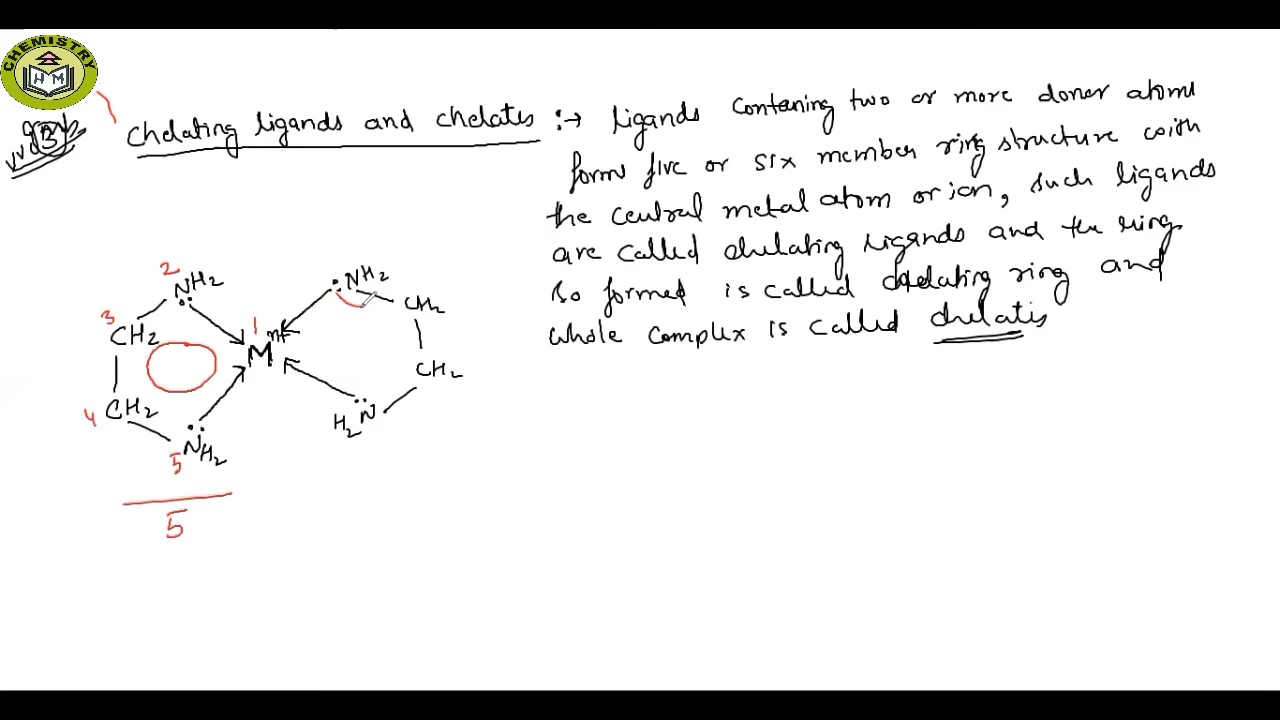 CHEMISTRY
H M
Chelating ligands and chelates :→ Ligands contening two or more doner atoms
form five or six member ring structure with
the central metal atom or ion, such ligands
are called chelating ligands and the ring
so formed is called chelating ring and
whole complex is called chelates
2
:NH2
3
CH2
1
M n+
4
CH2
5
NH2
5
:NH2
CH2
CH2
H2N